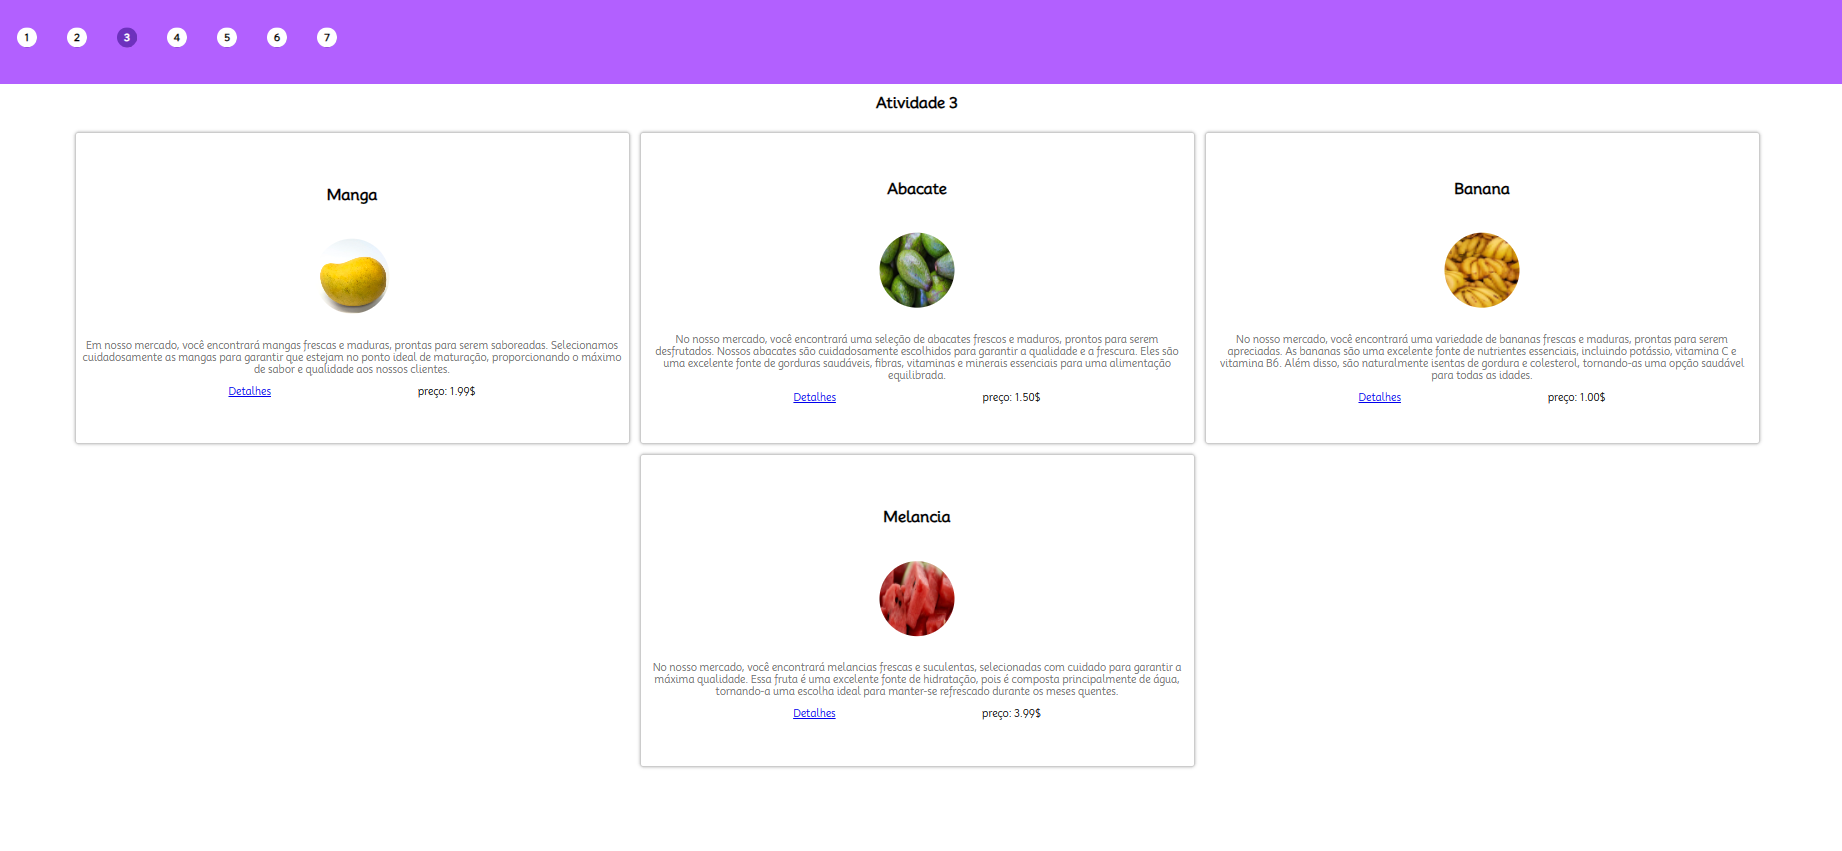 1 2 3 4 5 6 7
Atividade 3
Manga
Em nosso mercado, você encontrará mangas frescas e maduras, prontas para serem saboreadas. Selecionamos
cuidadosamente as mangas para garantir que estejam no ponto ideal de maturação, proporcionando o máximo
de sabor e qualidade aos nossos clientes.
Detalhes preço: 1.99$
Abacate
No nosso mercado, você encontrará uma seleção de abacates frescos e maduros, prontos para serem
desfrutados. Nossos abacates são cuidadosamente escolhidos para garantir a qualidade e a frescura. Eles são
uma excelente fonte de gorduras saudáveis, fibras, vitaminas e minerais essenciais para uma alimentação
equilibrada.
Detalhes preço: 1.50$
Banana
No nosso mercado, você encontrará uma variedade de bananas frescas e maduras, prontas para serem
apreciadas. As bananas são uma excelente fonte de nutrientes essenciais, incluindo potássio, vitamina C e
vitamina B6. Além disso, são naturalmente isentas de gordura e colesterol, tornando-as uma opção saudável
para todas as idades.
Detalhes preço: 1.00$
Melancia
No nosso mercado, você encontrará melancias frescas e suculentas, selecionadas com cuidado para garantir a
máxima qualidade. Essa fruta é uma excelente fonte de hidratação, pois é composta principalmente de água,
tornando-a uma escolha ideal para manter-se refrescado durante os meses quentes.
Detalhes preço: 3.99$